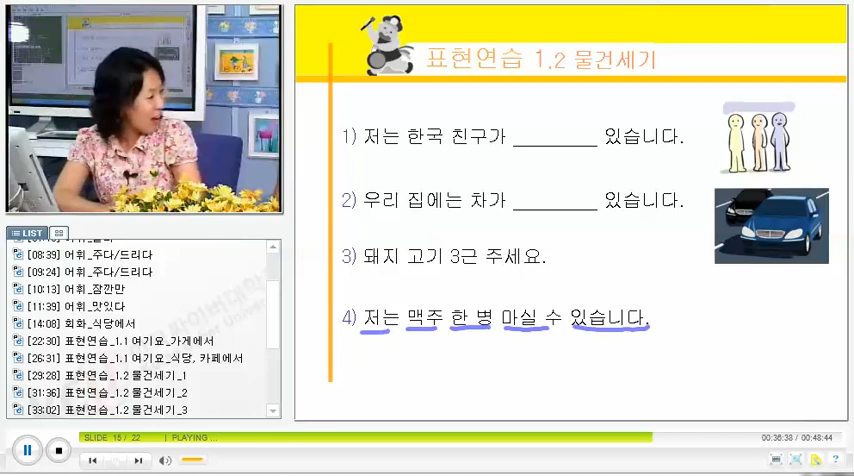 표현연습 1.2 물건세기
1) 저는 한국 친구가 ________ 있습니다.
2) 우리 집에는 차가 ________ 있습니다.
3) 돼지 고기 3근 주세요.
4) 저는 맥주 한 병 마실 수 있습니다.
LIST
[08:39] 어휘_주다/드리다
[09:24] 어휘_주다/드리다
[10:13] 어휘_잠깐만
[11:39] 어휘_맛있다
[14:08] 회화_식당에서
[22:30] 표현연습_1.1 여기요_가게에서
[26:31] 표현연습_1.1 여기요_식당, 카페에서
[29:28] 표현연습_1.2 물건세기_1
[31:36] 표현연습_1.2 물건세기_2
[33:02] 표현연습_1.2 물건세기_3
SLIDE 15 / 22 | PLAYING ...
00:36:38 / 00:48:44